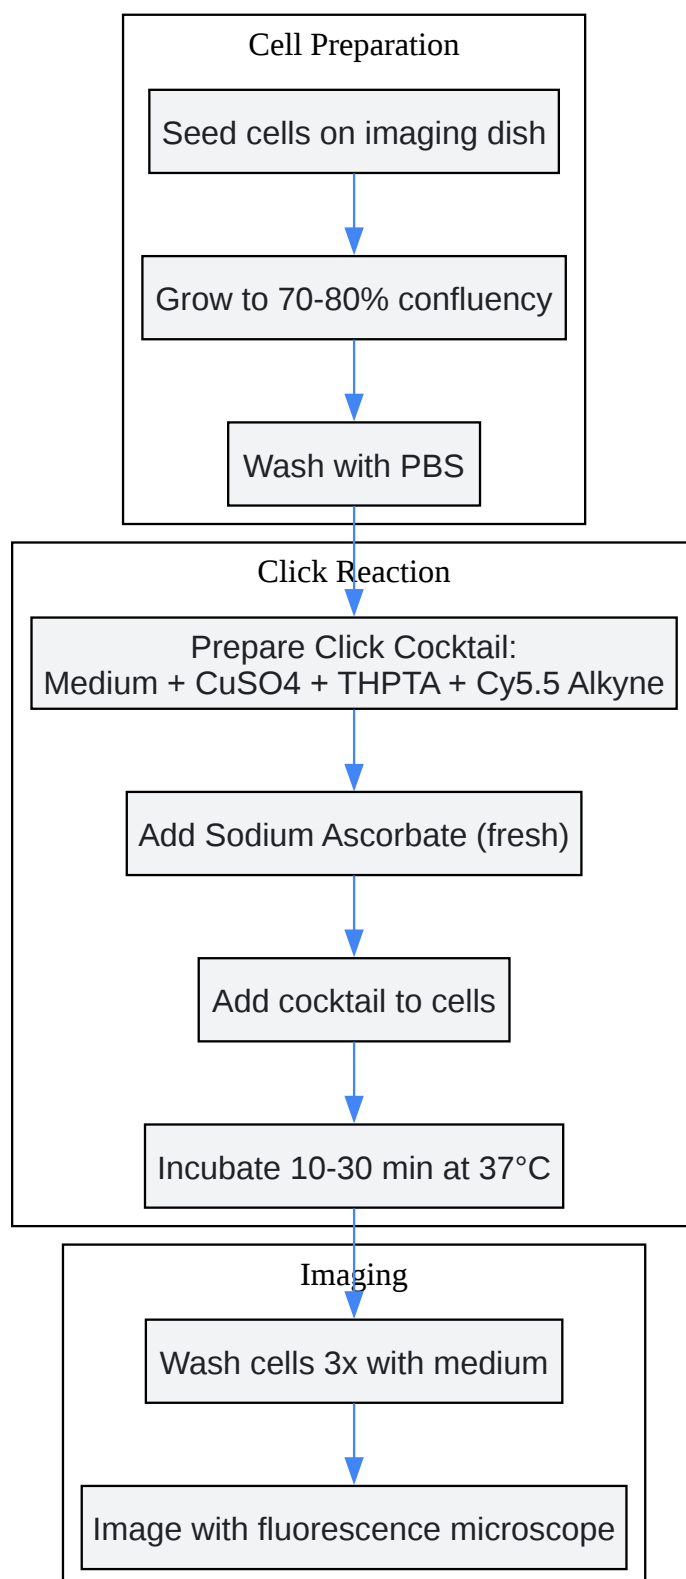 Cell Preparation
Seed cells on imaging dish
Grow to 70-80% confluency
Wash with PBS
Click Reaction
Prepare Click Cocktail:
Medium + CuSO4 + THPTA + Cy5.5 Alkyne
Add Sodium Ascorbate (fresh)
Add cocktail to cells
Incubate 10-30 min at 37°C
Imaging
Wash cells 3x with medium
Image with fluorescence microscope